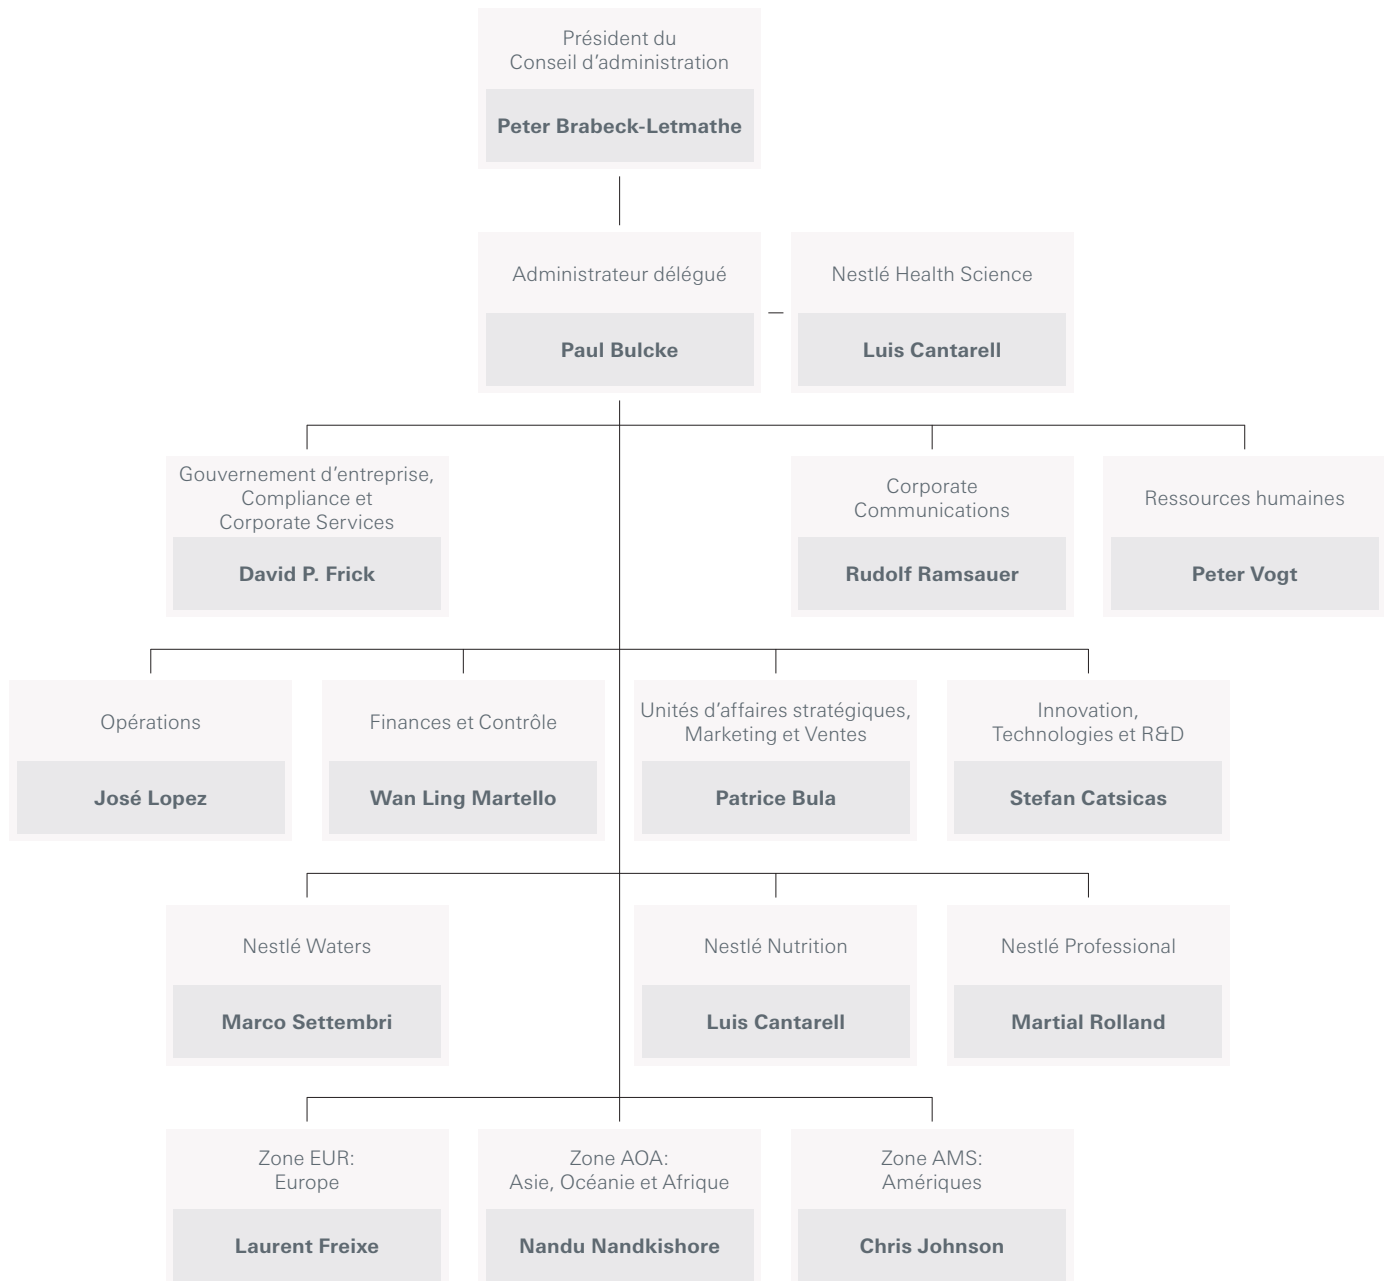 Président du
Conseil d'administration
Peter Brabeck-Letmathe
Administrateur délégué
Paul Bulcke
Nestlé Health Science
Luis Cantarell
Gouvernement d'entreprise,
Compliance et
Corporate Services
David P. Frick
Corporate
Communications
Rudolf Ramsauer
Ressources humaines
Peter Vogt
Opérations
José Lopez
Finances et Contrôle
Wan Ling Martello
Unités d'affaires stratégiques,
Marketing et Ventes
Patrice Bula
Innovation,
Technologies et R&D
Stefan Catsicas
Nestlé Waters
Marco Settembri
Nestlé Nutrition
Luis Cantarell
Nestlé Professional
Martial Rolland
Zone EUR:
Europe
Laurent Freixe
Zone AOA:
Asie, Océanie et Afrique
Nandu Nandkishore
Zone AMS:
Amériques
Chris Johnson